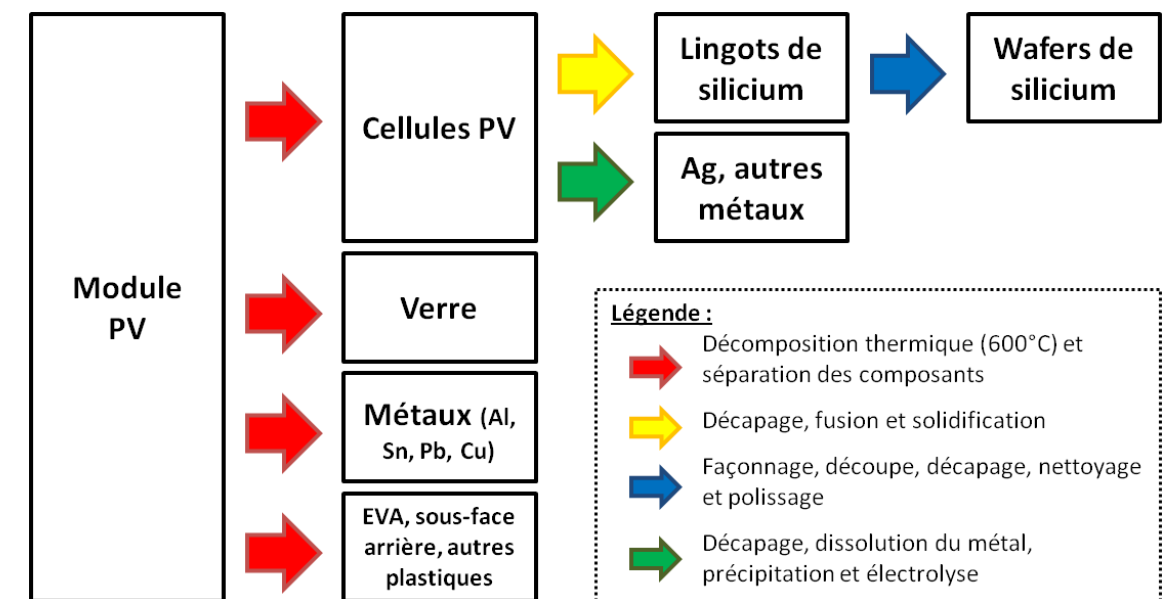 Module
PV
Cellules PV
Lingots de
silicium
Wafers de
silicium
Ag, autres
métaux
Verre
Métaux (Al,
Sn, Pb, Cu)
EVA, sous-face
arrière, autres
plastiques
Légende :
Décomposition thermique (600°C) et
séparation des composants
Décapage, fusion et solidification
Façonnage, découpe, décapage, nettoyage
et polissage
Décapage, dissolution du métal,
précipitation et électrolyse